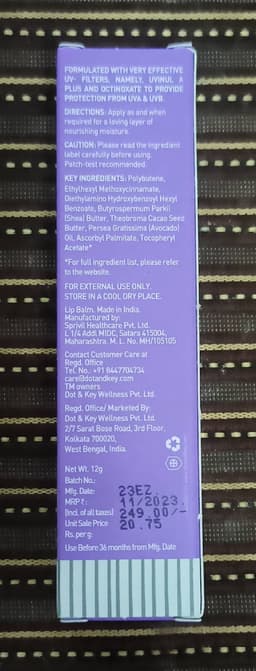 FORMULATED WITH VERY EFFECTIVE
UV- FILTERS, NAMELY, UVINUL A
PLUS AND OCTINOXATE TO PROVIDE
PROTECTION FROM UVA & UVB.
DIRECTIONS: Apply as and when
required for a loving layer of
nourishing moisture.
CAUTION: Please read the ingredient
label carefully before using.
Patch-test recommended.
KEY INGREDIENTS: Polybutene,
Ethylhexyl Methoxycinnamate,
Diethylamino Hydroxybenzoyl Hexyl
Benzoate, Butyrospermum Parkii
(Shea) Butter, Theobroma Cacao Seed
Butter, Persea Gratissima (Avocado)
Oil, Ascorbyl Palmitate, Tocopheryl
Acetate*
*For full ingredient list, please refer
to the website.
FOR EXTERNAL USE ONLY.
STORE IN A COOL DRY PLACE.
Lip Balm. Made in India.
Manufactured by:
Sprivil Healthcare Pvt. Ltd.
L 1/4 Addl MIDC, Satara 415004,
Maharashtra. M. L. No. MH/105105
Contact Customer Care at
Regd. Office
Tel. No.: +91 8447704734
care@dotandkey.com
TM owners
Dot & Key Wellness Pvt. Ltd.
Regd. Office/ Marketed By:
Dot & Key Wellness Pvt. Ltd.
2/7 Sarat Bose Road, 3rd Floor,
Kolkata 700020,
West Bengal, India.
Net Wt. 12g
Batch No.: 23EZ
Mfg. Date: 11/2023.
MRP ₹:
(Incl. of all taxes) 249.00/-
Unit Sale Price 20.75
Rs. per g:
Use Before 36 months from Mfg. Date